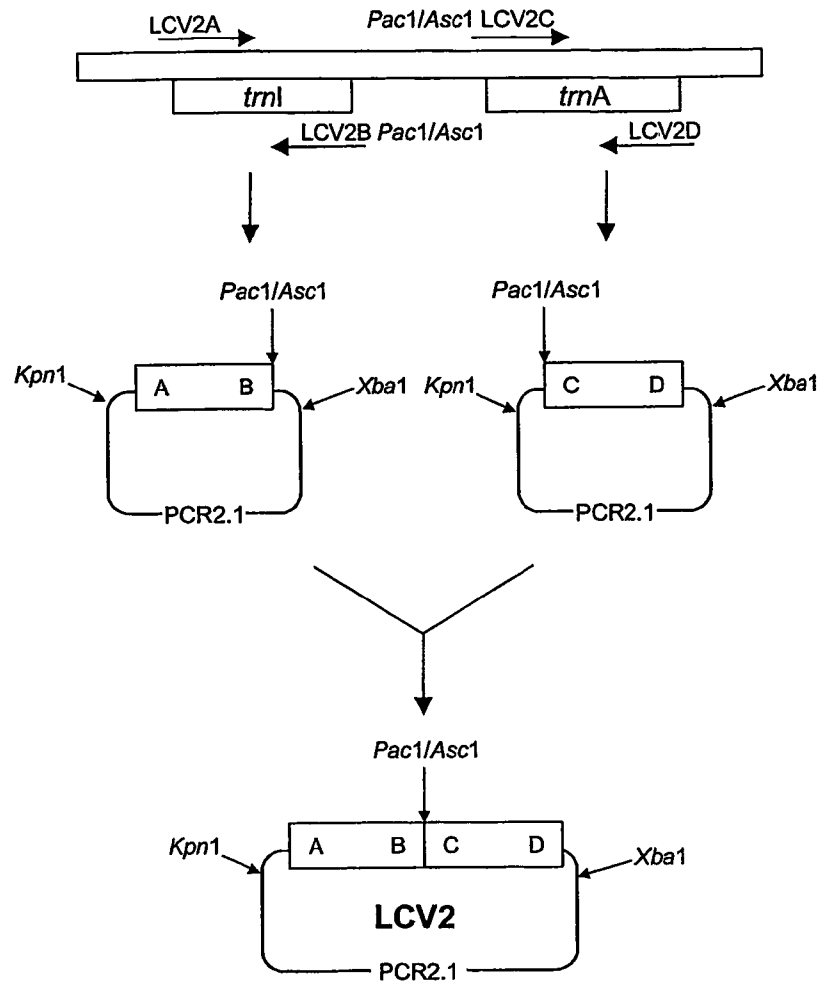 LCV2A Pac1/Asc1 LCV2C
trnI trnA
LCV2B Pac1/Asc1 LCV2D
Pac1/Asc1 Pac1/Asc1
Kpn1 A B Xba1 Kpn1 C D Xba1
PCR2.1 PCR2.1
Pac1/Asc1
Kpn1 A B C D Xba1
LCV2
PCR2.1